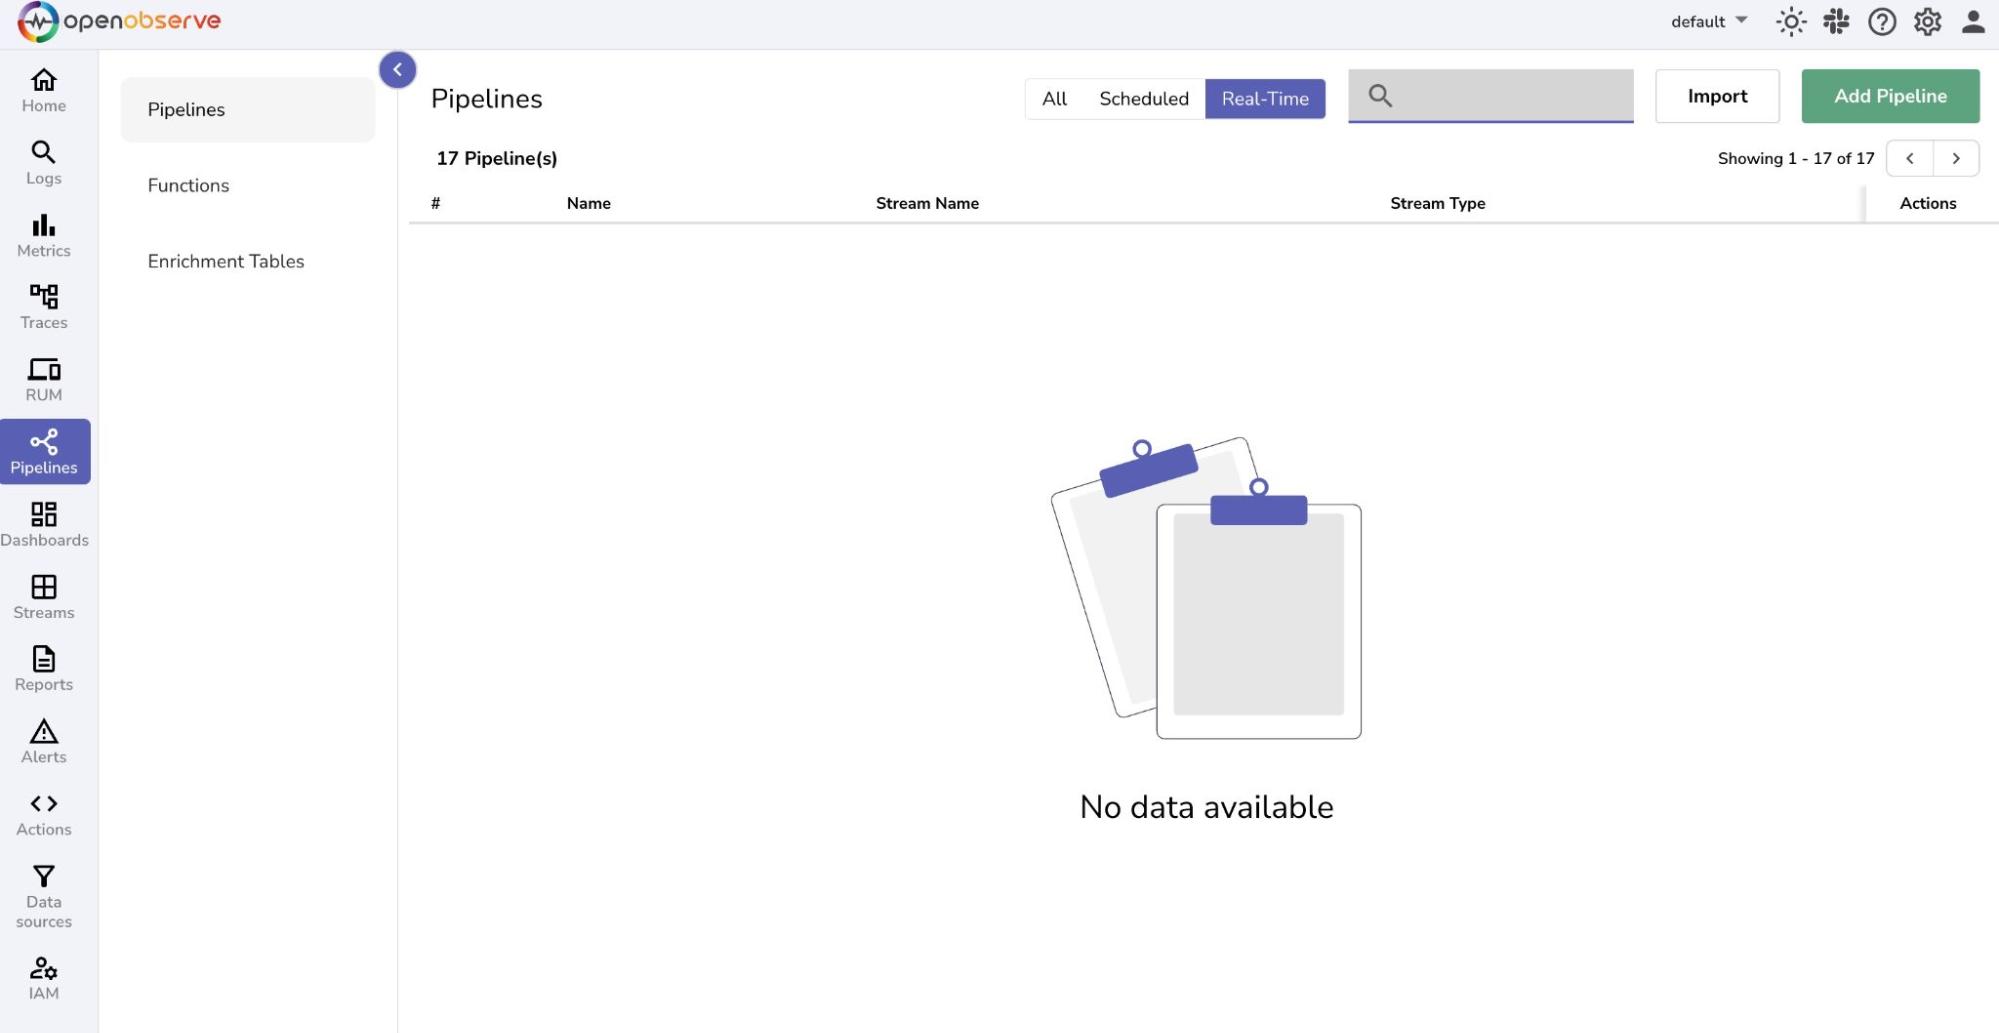 openobserve
default
Home
Logs
Metrics
Traces
RUM
Pipelines
Dashboards
Streams
Reports
Alerts
Actions
Data
sources
IAM
Pipelines
Functions
Enrichment Tables
Pipelines
All Scheduled Real-Time
Import
Add Pipeline
17 Pipeline(s)
Showing 1 - 17 of 17
# Name Stream Name Stream Type Actions
No data available